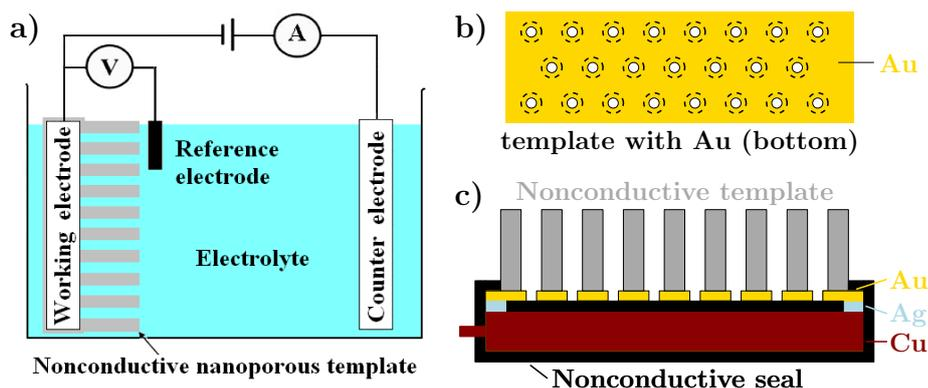 a)
A
V
Working electrode
Reference
electrode
Electrolyte
Counter electrode
Nonconductive nanoporous template
b)
Au
template with Au (bottom)
c)
Nonconductive template
Au
Ag
Cu
Nonconductive seal